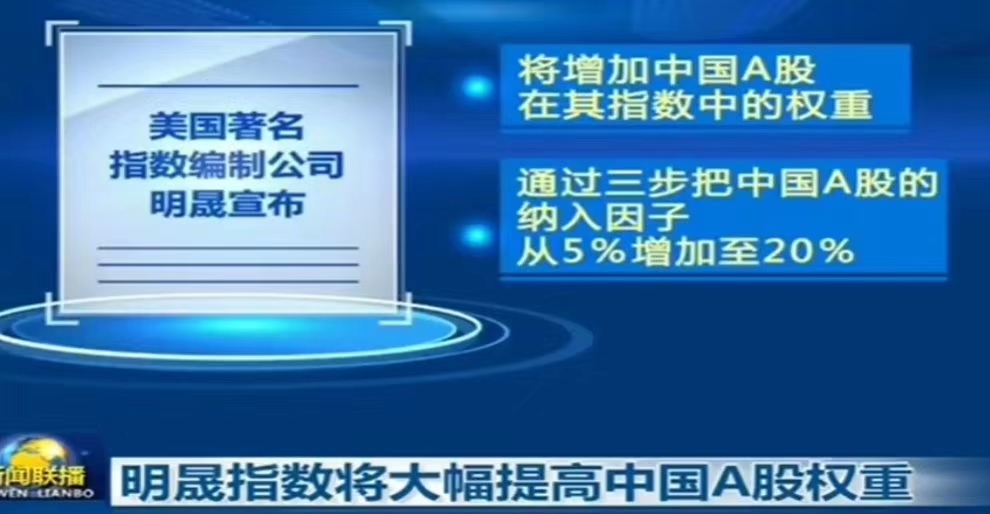 美国著名
指数编制公司
明晟宣布
将增加中国A股
在其指数中的权重
通过三步把中国A股的
纳入因子
从5%增加至20%
新闻联播
WEN LIANBO
明晟指数将大幅提高中国A股权重